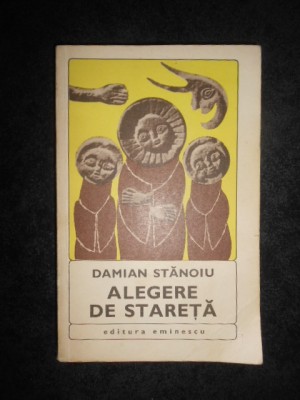 DAMIAN STĂNOIU
ALEGERE
DE STAREȚĂ
editura eminescu